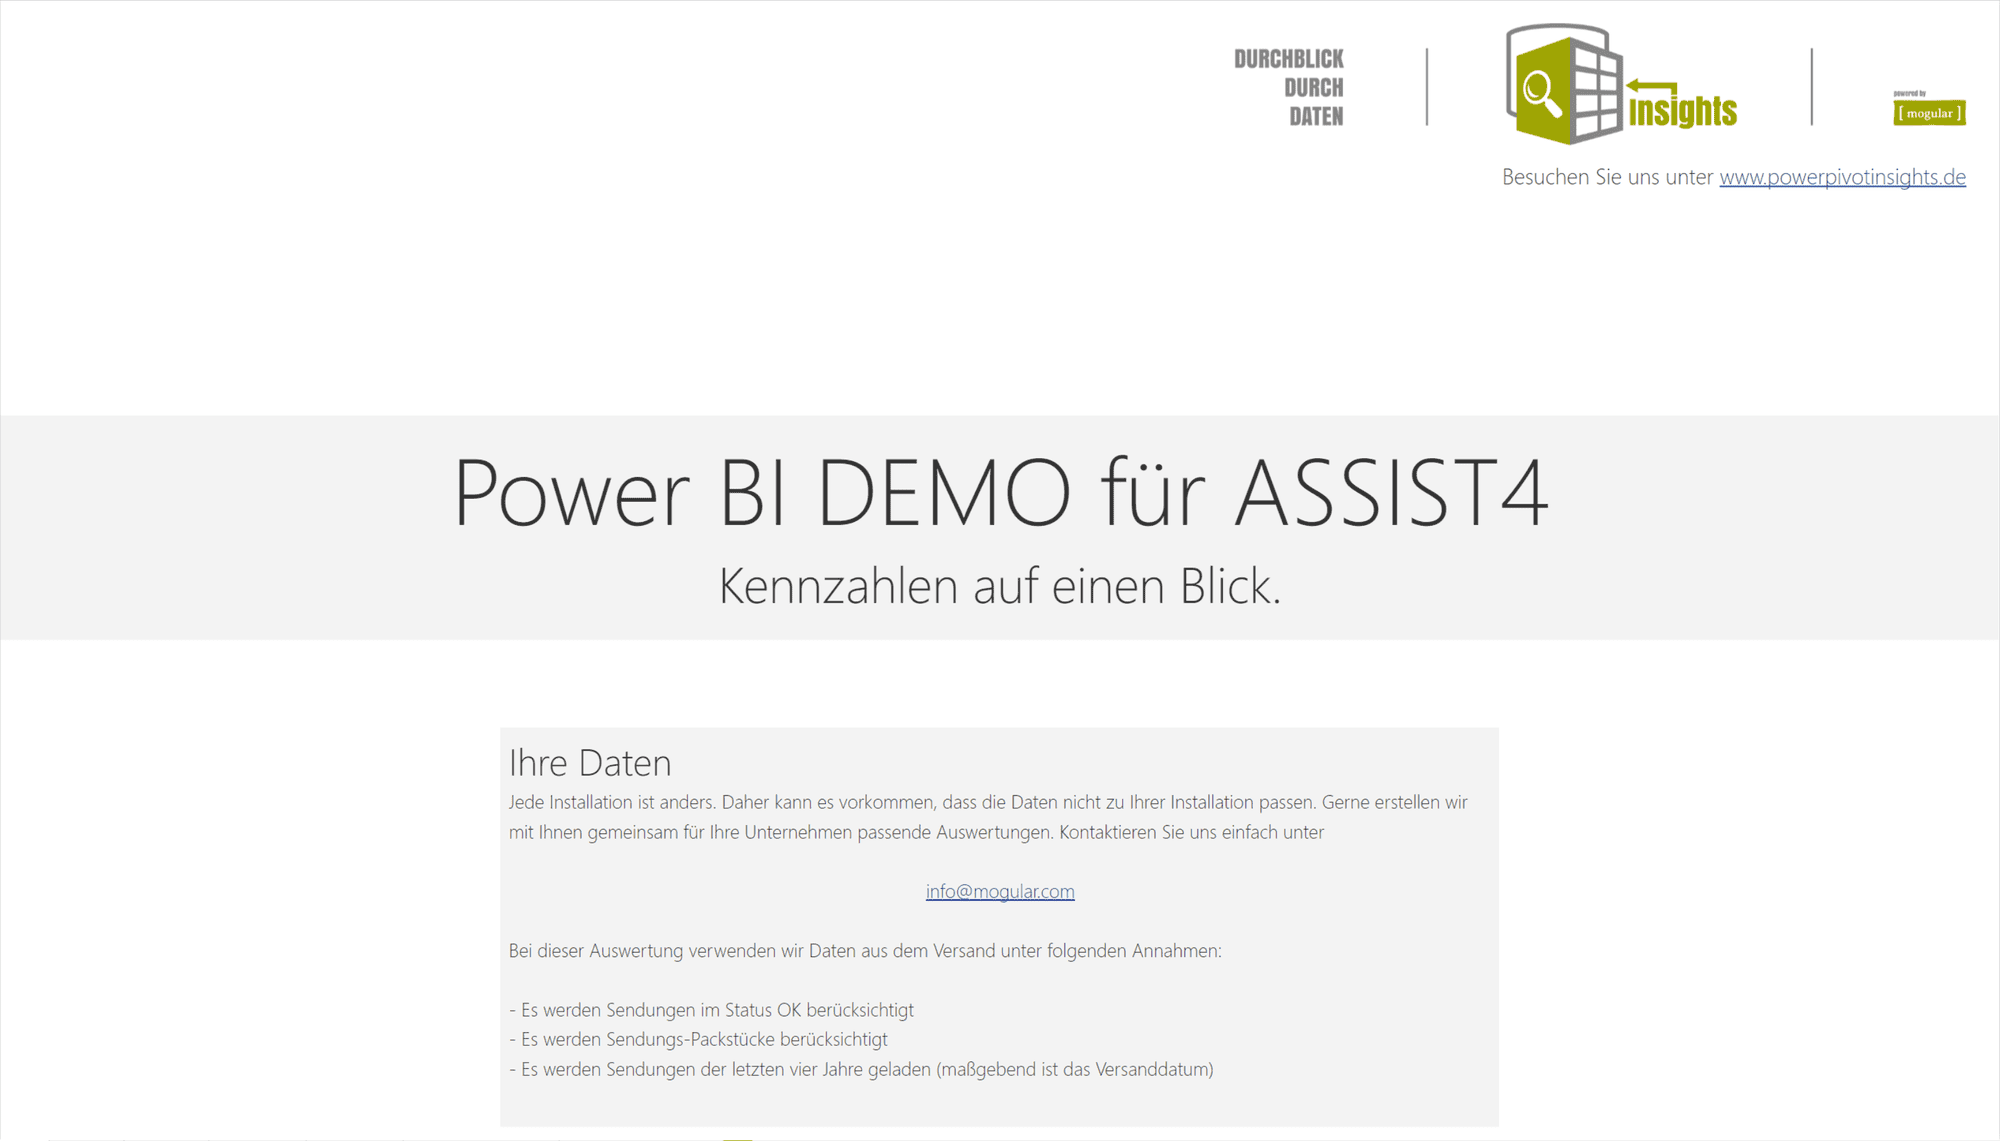 DURCHBLICK
DURCH
DATEN
insights
powered by
[ mogular ]
Besuchen Sie uns unter www.powerpivotinsights.de
Power BI DEMO für ASSIST4
Kennzahlen auf einen Blick.
Ihre Daten
Jede Installation ist anders. Daher kann es vorkommen, dass die Daten nicht zu Ihrer Installation passen. Gerne erstellen wir
mit Ihnen gemeinsam für Ihre Unternehmen passende Auswertungen. Kontaktieren Sie uns einfach unter
info@mogular.com
Bei dieser Auswertung verwenden wir Daten aus dem Versand unter folgenden Annahmen:
- Es werden Sendungen im Status OK berücksichtigt
- Es werden Sendungs-Packstücke berücksichtigt
- Es werden Sendungen der letzten vier Jahre geladen (maßgebend ist das Versanddatum)